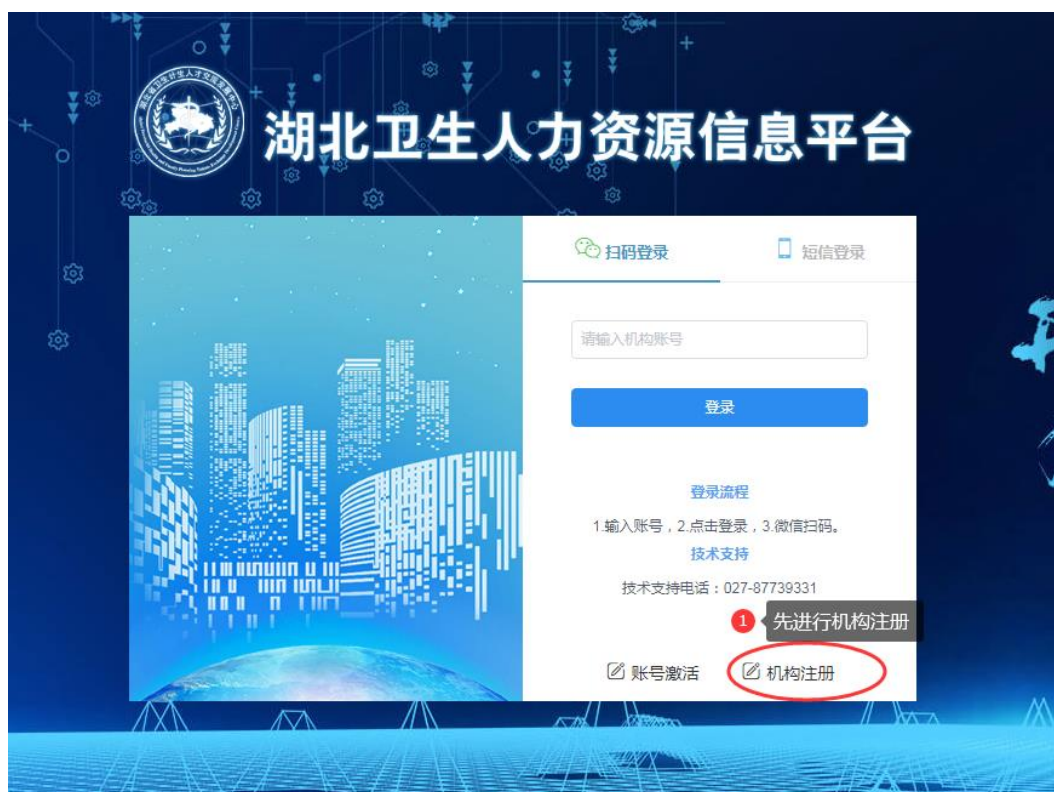 湖北卫生人力资源信息平台
扫码登录
短信登录
请输入机构账号
登录
登录流程
1.输入账号，2.点击登录，3.微信扫码。
技术支持
技术支持电话：027-87739331
1 先进行机构注册
账号激活
机构注册